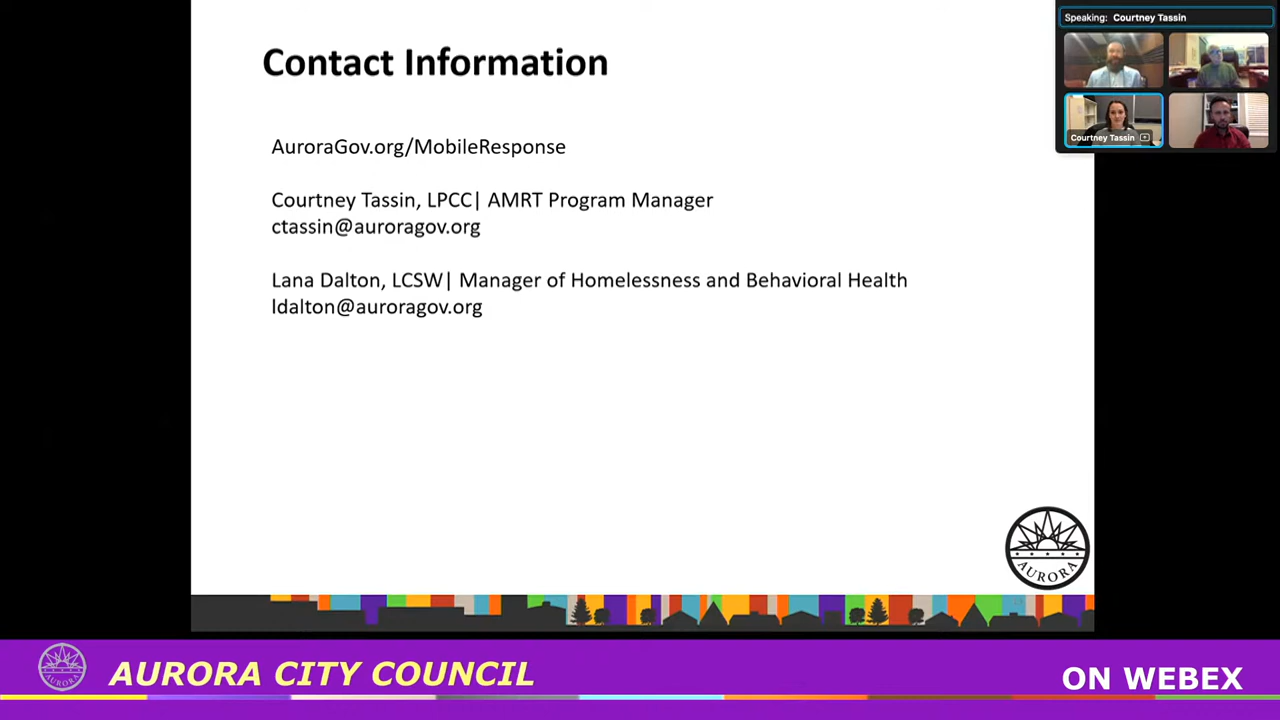 Contact Information
AuroraGov.org/MobileResponse
Courtney Tassin, LPCC| AMRT Program Manager
ctassin@auroragov.org
Lana Dalton, LCSW| Manager of Homelessness and Behavioral Health
ldalton@auroragov.org
Speaking: Courtney Tassin
Courtney Tassin
AURORA
AURORA CITY COUNCIL
ON WEBEX